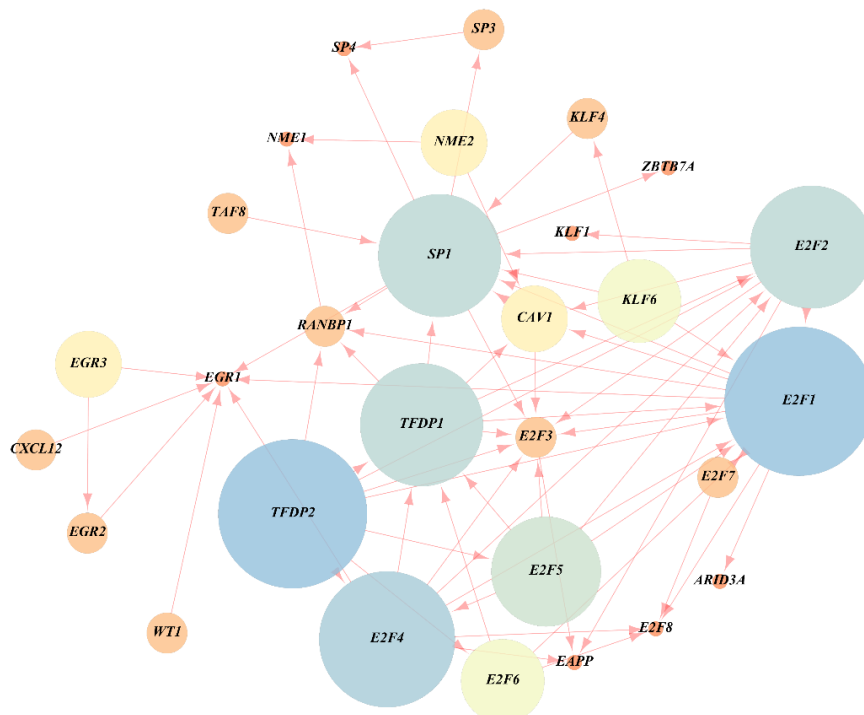 SP3
SP4
KLF4
NME1
NME2
ZBTB7A
TAF8
KLF1
SP1
E2F2
KLF6
RANBP1
CAV1
EGR3
EGR1
E2F1
TFDP1
E2F3
CXCL12
E2F7
TFDP2
EGR2
E2F5
ARID3A
WT1
E2F4
E2F8
EAPP
E2F6